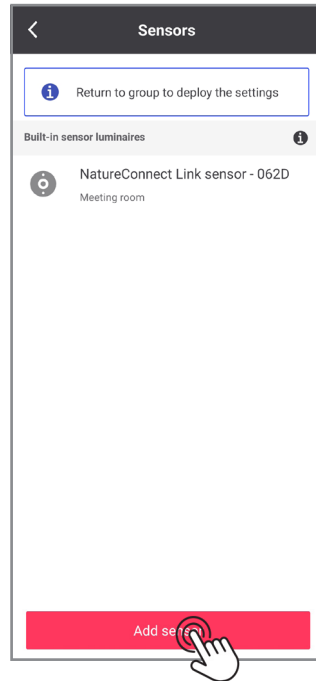 Sensors
Return to group to deploy the settings
Built-in sensor luminaires
NatureConnect Link sensor - 062D
Meeting room
Add sensor